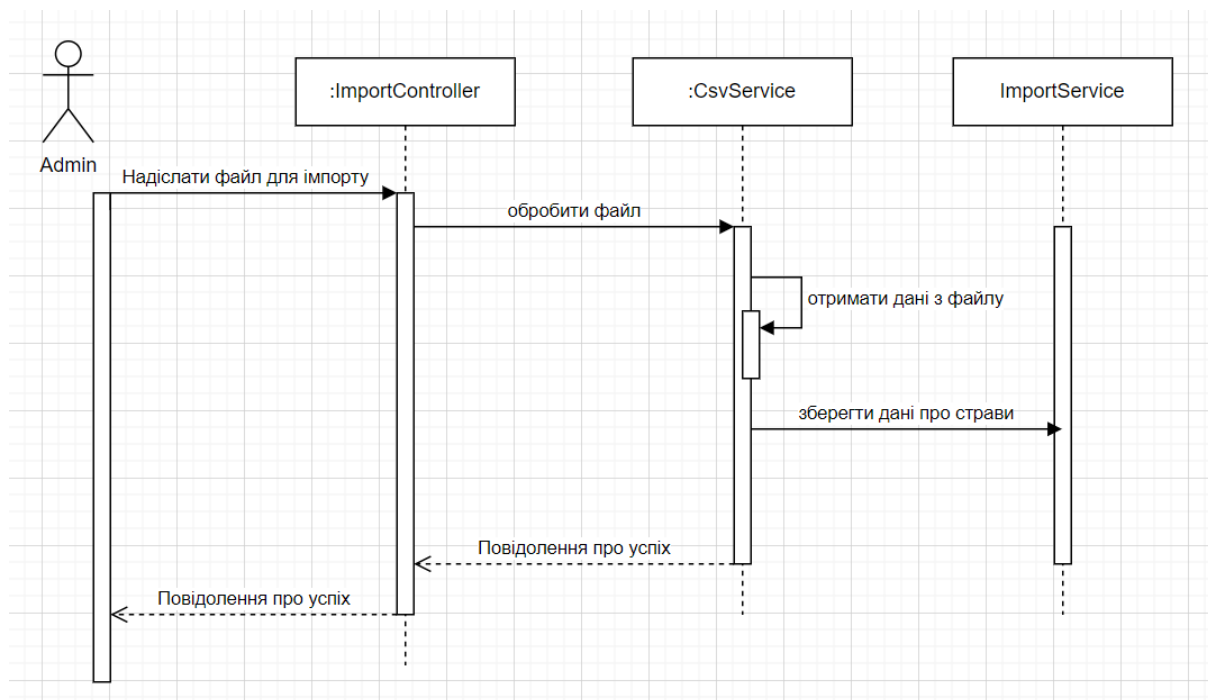 :ImportController
:CsvService
ImportService
Admin
Надіслати файл для імпорту
обробити файл
отримати дані з файлу
зберегти дані про страви
Повідолення про успіх
Повідолення про успіх